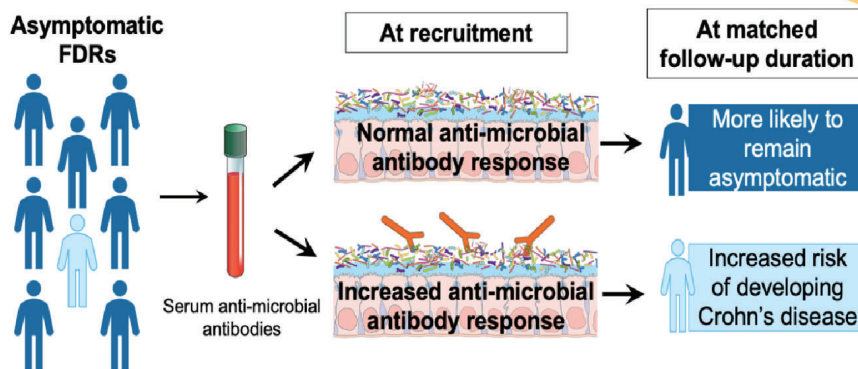 Asymptomatic
FDRs
At recruitment
At matched
follow-up duration
Serum anti-microbial
antibodies
Normal anti-microbial
antibody response
More likely to
remain
asymptomatic
Increased anti-microbial
antibody response
Increased risk
of developing
Crohn's disease